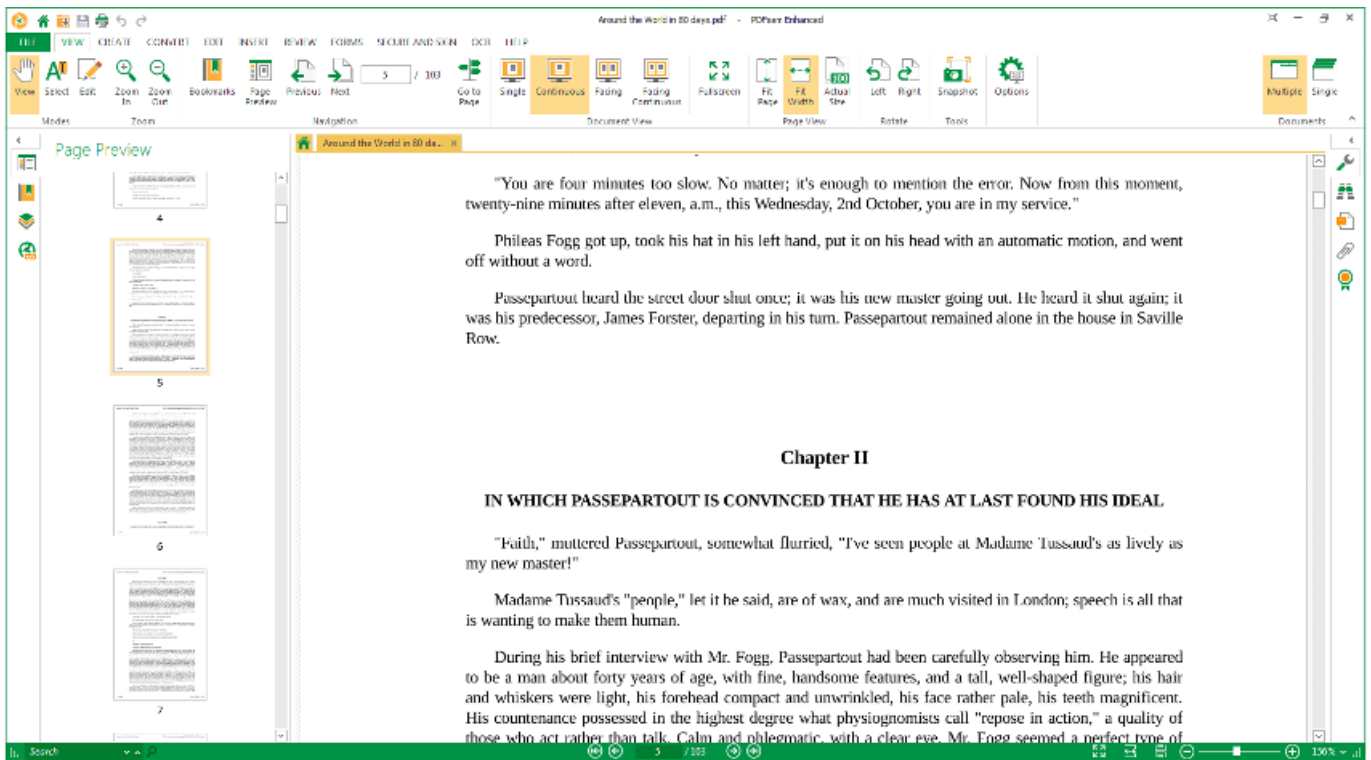 Around the World in 80 days.pdf - PDFsam Enhanced
FILE VIEW CREATE CONVERT EDIT INSERT REVIEW FORMS SECURE AND SIGN OCR HELP
View Select Edit Zoom In Zoom Out Bookmarks Page Preview Previous Next 5 / 103 Go to Page Single Continuous Facing Facing Continuous Fullscreen Fit Page Fit Width Actual Size Left Right Snapshot Options Multiple Single
Modes Zoom Navigation Document View Page View Rotate Tools Documents
Page Preview
Around the World in 80 da...
4
5
6
7
"You are four minutes too slow. No matter; it's enough to mention the error. Now from this moment,
twenty-nine minutes after eleven, a.m., this Wednesday, 2nd October, you are in my service."
Phileas Fogg got up, took his hat in his left hand, put it on his head with an automatic motion, and went
off without a word.
Passepartout heard the street door shut once; it was his new master going out. He heard it shut again; it
was his predecessor, James Forster, departing in his turn. Passepartout remained alone in the house in Saville
Row.
Chapter II
IN WHICH PASSEPARTOUT IS CONVINCED THAT HE HAS AT LAST FOUND HIS IDEAL
"Faith," muttered Passepartout, somewhat flurried, "I've seen people at Madame Tussaud's as lively as
my new master!"
Madame Tussaud's "people," let it be said, are of wax, and are much visited in London; speech is all that
is wanting to make them human.
During his brief interview with Mr. Fogg, Passepartout had been carefully observing him. He appeared
to be a man about forty years of age, with fine, handsome features, and a tall, well-shaped figure; his hair
and whiskers were light, his forehead compact and unwrinkled, his face rather pale, his teeth magnificent.
His countenance possessed in the highest degree what physiognomists call "repose in action," a quality of
those who act rather than talk. Calm and phlegmatic, with a clear eye, Mr. Fogg seemed a perfect type of
Search 5 / 103 136%